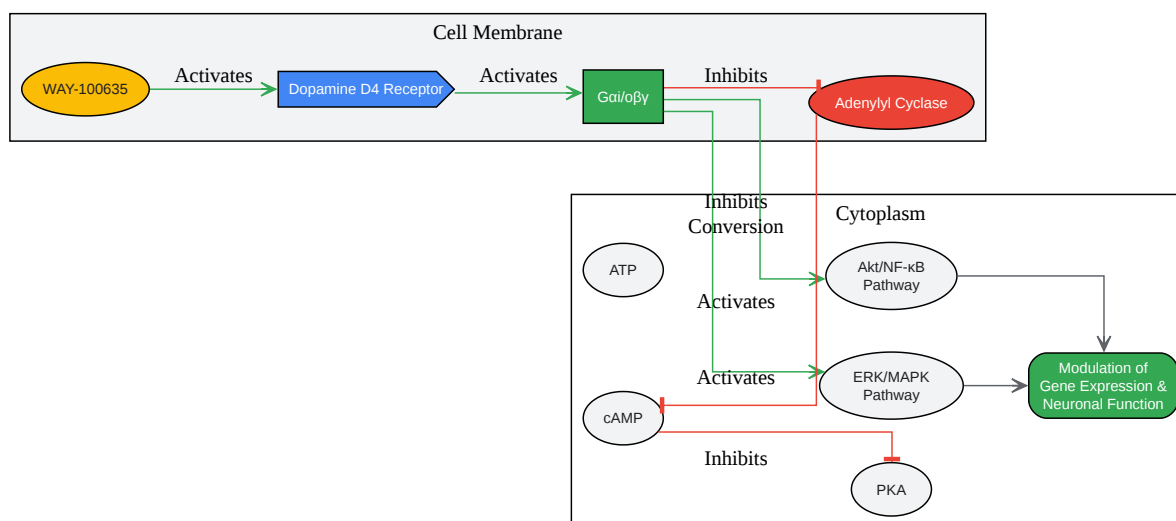 Cell Membrane
WAY-100635
Activates
Dopamine D4 Receptor
Activates
Gαi/oβγ
Inhibits
Adenylyl Cyclase
Cytoplasm
Inhibits
Conversion
ATP
Akt/NF-κB
Pathway
Activates
Activates
ERK/MAPK
Pathway
Modulation of
Gene Expression &
Neuronal Function
cAMP
Inhibits
PKA